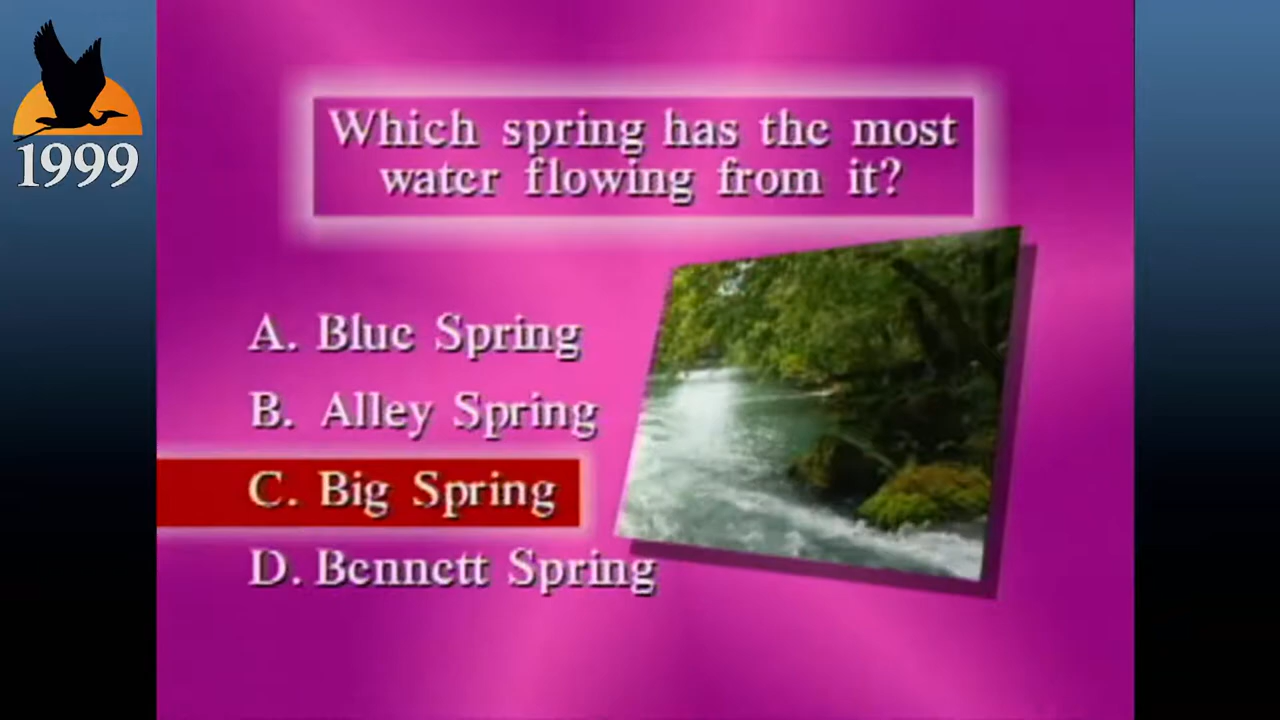 1999
Which spring has the most
water flowing from it?
A. Blue Spring
B. Alley Spring
C. Big Spring
D. Bennett Spring